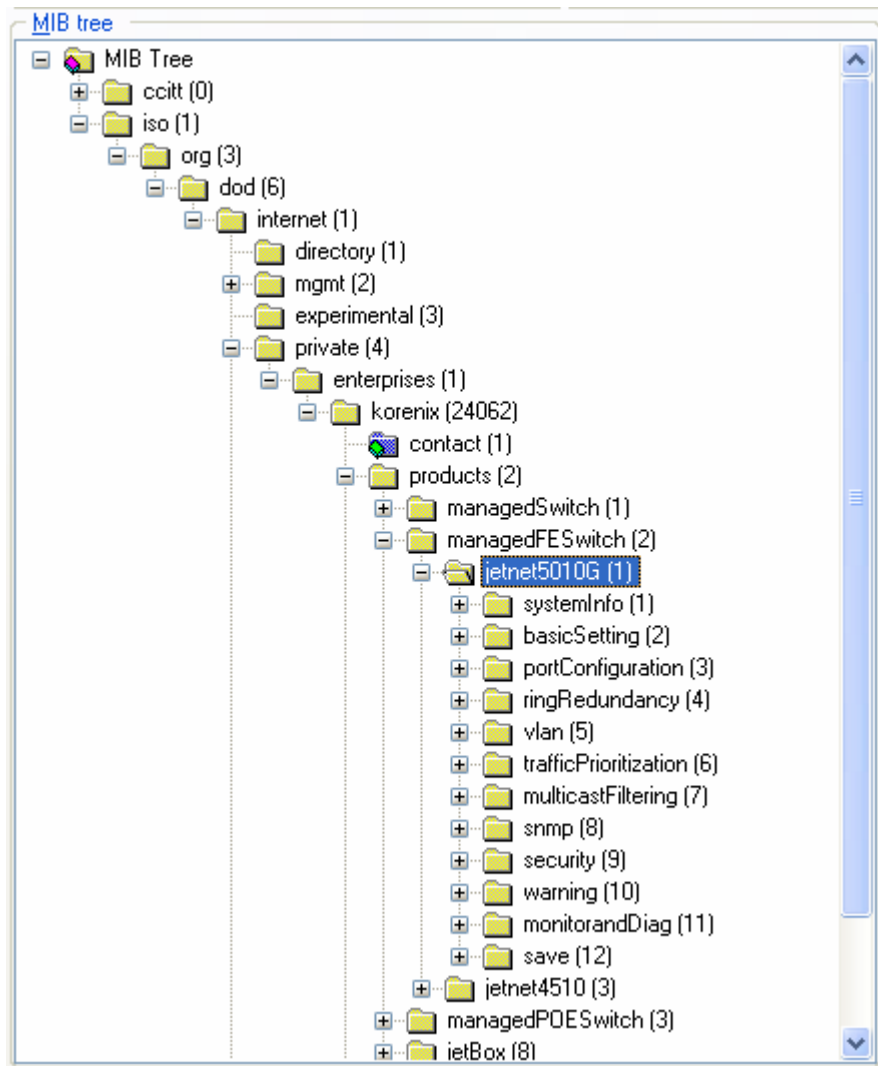 MIB tree
MIB Tree
ccitt (0)
iso (1)
org (3)
dod (6)
internet (1)
directory (1)
mgmt (2)
experimental (3)
private (4)
enterprises (1)
korenix (24062)
contact (1)
products (2)
managedSwitch (1)
managedFESwitch (2)
jetnet5010G (1)
systemInfo (1)
basicSetting (2)
portConfiguration (3)
ringRedundancy (4)
vlan (5)
trafficPrioritization (6)
multicastFiltering (7)
snmp (8)
security (9)
warning (10)
monitorandDiag (11)
save (12)
jetnet4510 (3)
managedPOESwitch (3)
jetBox (8)